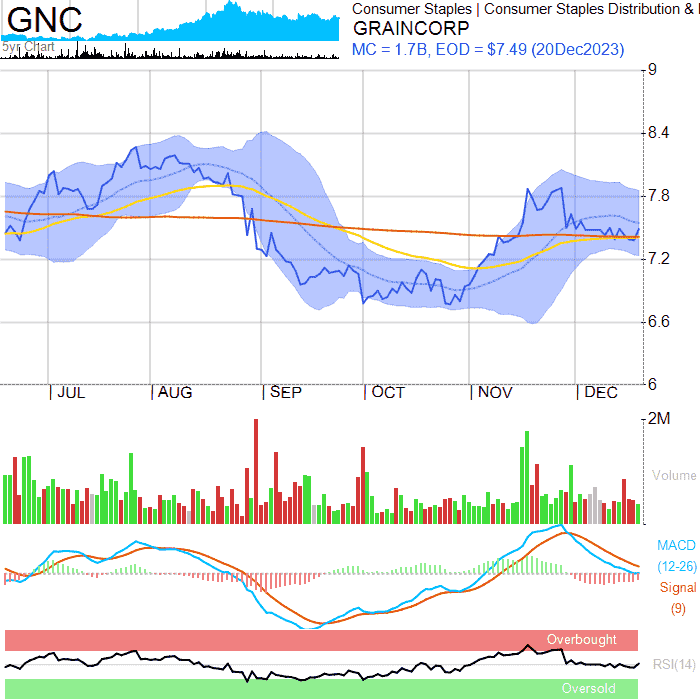 GNC
5yr Chart
Consumer Staples | Consumer Staples Distribution &
GRAINCORP
MC = 1.7B, EOD = $7.49 (20Dec2023)
9
8.4
7.8
7.2
6.6
6
JUL AUG SEP OCT NOV DEC
2M
Volume
MACD
(12-26)
Signal
(9)
Overbought
RSI(14)
Oversold